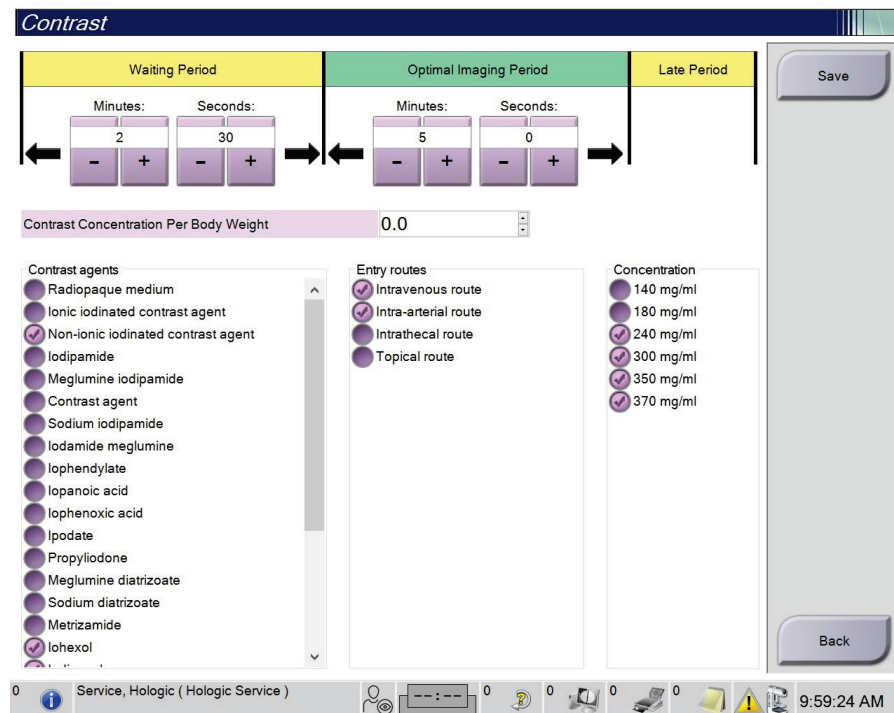 Contrast
Waiting Period
Optimal Imaging Period
Late Period
Save
Minutes:
Seconds:
Minutes:
Seconds:
2
30
5
0
- +
- +
- +
- +
Contrast Concentration Per Body Weight
0.0
Contrast agents
Radiopaque medium
Ionic iodinated contrast agent
Non-ionic iodinated contrast agent
Iodipamide
Meglumine iodipamide
Contrast agent
Sodium iodipamide
Iodamide meglumine
Iophendylate
Iopanoic acid
Iophenoxic acid
Ipodate
Propyliodone
Meglumine diatrizoate
Sodium diatrizoate
Metrizamide
Iohexol
Entry routes
Intravenous route
Intra-arterial route
Intrathecal route
Topical route
Concentration
140 mg/ml
180 mg/ml
240 mg/ml
300 mg/ml
350 mg/ml
370 mg/ml
Back
0
Service, Hologic ( Hologic Service )
--:--
0
0
0
0
9:59:24 AM